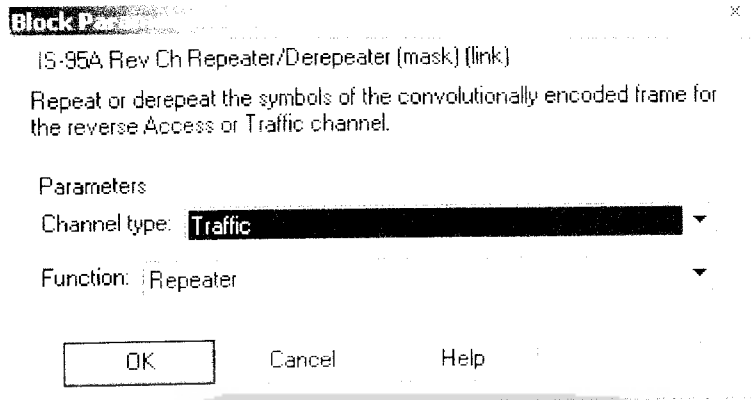 Block
IS-95A Rev Ch Repeater/Derepeater (mask) (link)
Repeat or derepeat the symbols of the convolutionally encoded frame for
the reverse Access or Traffic channel.
Parameters
Channel type: Traffic
Function: Repeater
OK Cancel Help